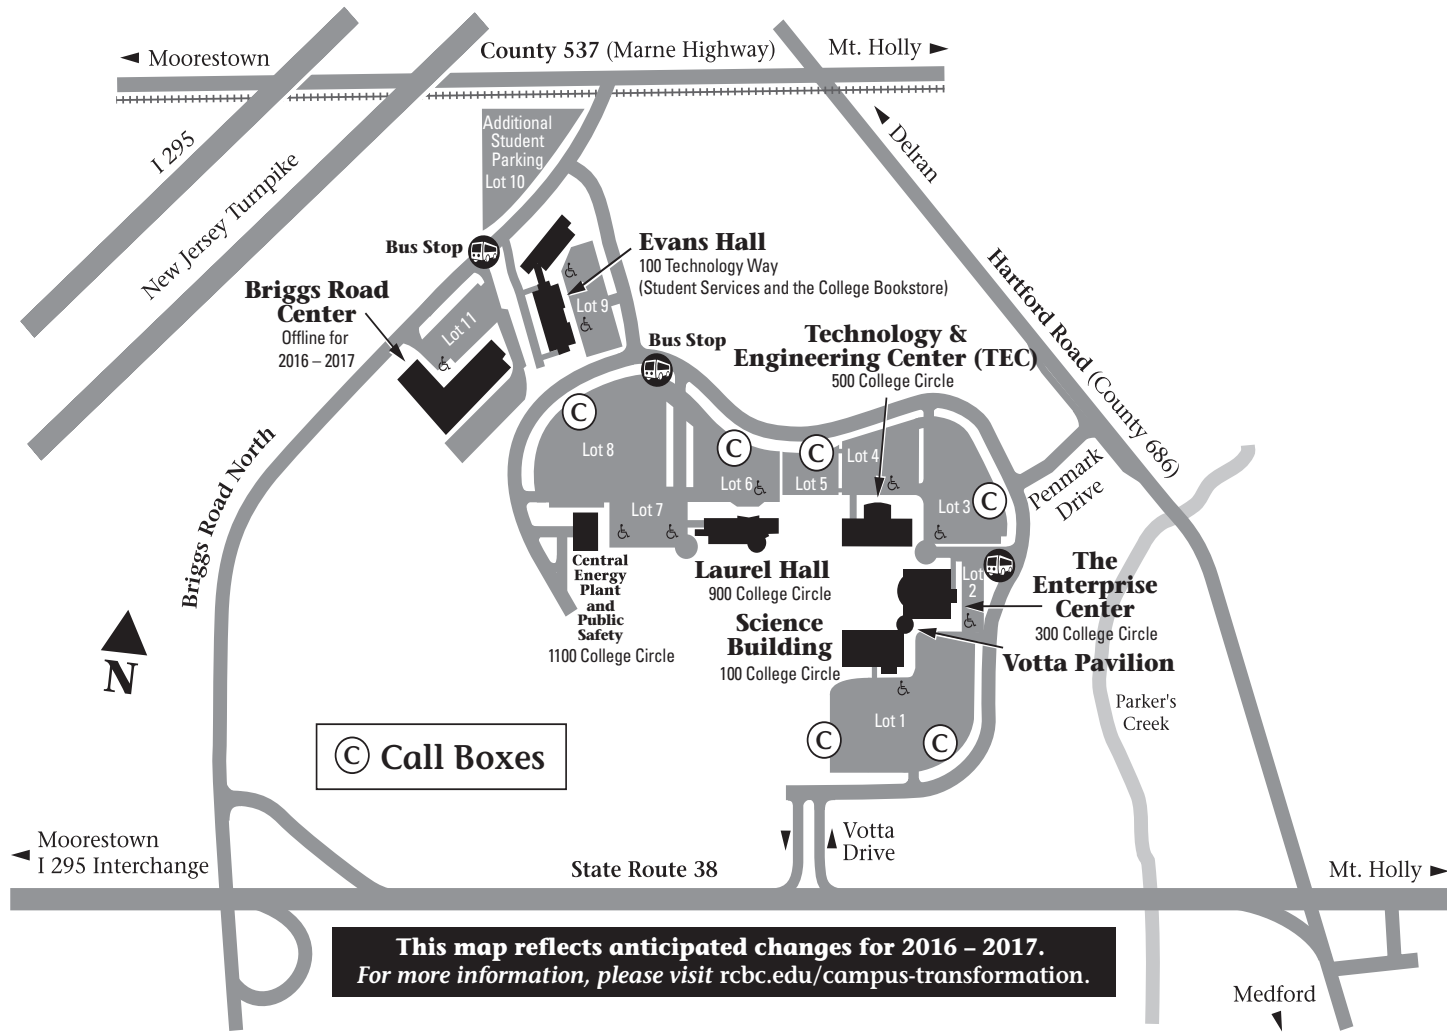 Moorestown
County 537 (Marne Highway)
Mt. Holly
I 295
New Jersey Turnpike
Additional
Student
Parking
Lot 10
Delran
Bus Stop
Evans Hall
100 Technology Way
(Student Services and the College Bookstore)
Hartford Road (County 686)
Briggs Road
Center
Offline for
2016 – 2017
Lot 11
Lot 9
Bus Stop
Technology &
Engineering Center (TEC)
500 College Circle
C
Lot 8
C
Lot 6
C
Lot 5
Lot 4
Briggs Road North
Penmark
Drive
Lot 7
Lot 3
C
Central
Energy
Plant
and
Public
Safety
1100 College Circle
Laurel Hall
900 College Circle
Lot
2
The
Enterprise
Center
300 College Circle
Science
Building
100 College Circle
Votta Pavilion
N
Parker's
Creek
Lot 1
C
C
C Call Boxes
Moorestown
I 295 Interchange
Votta
Drive
State Route 38
Mt. Holly
This map reflects anticipated changes for 2016 – 2017.
For more information, please visit rcbc.edu/campus-transformation.
Medford